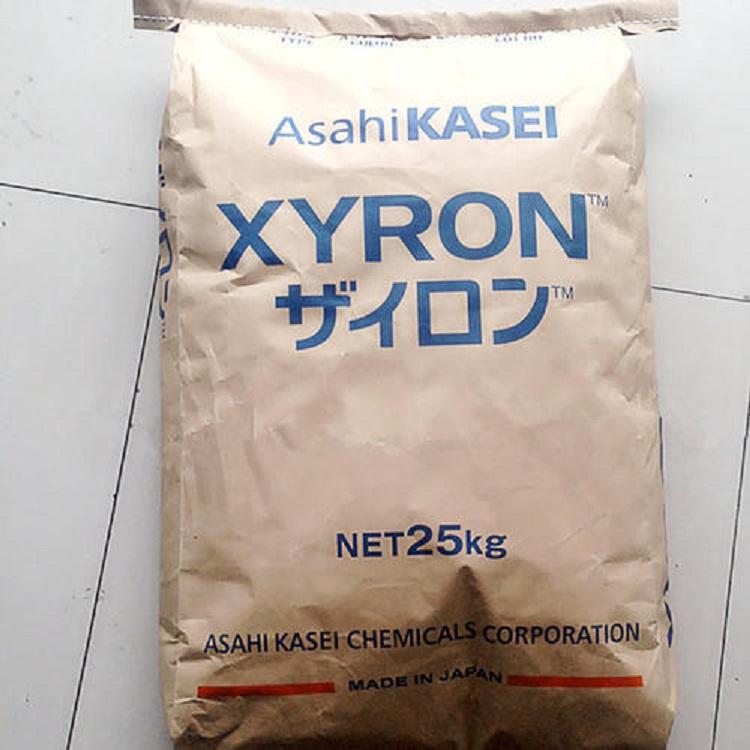 AsahiKASEI
XYRON™
ザイロン™
NET25kg
ASAHI KASEI CHEMICALS CORPORATION
MADE IN JAPAN